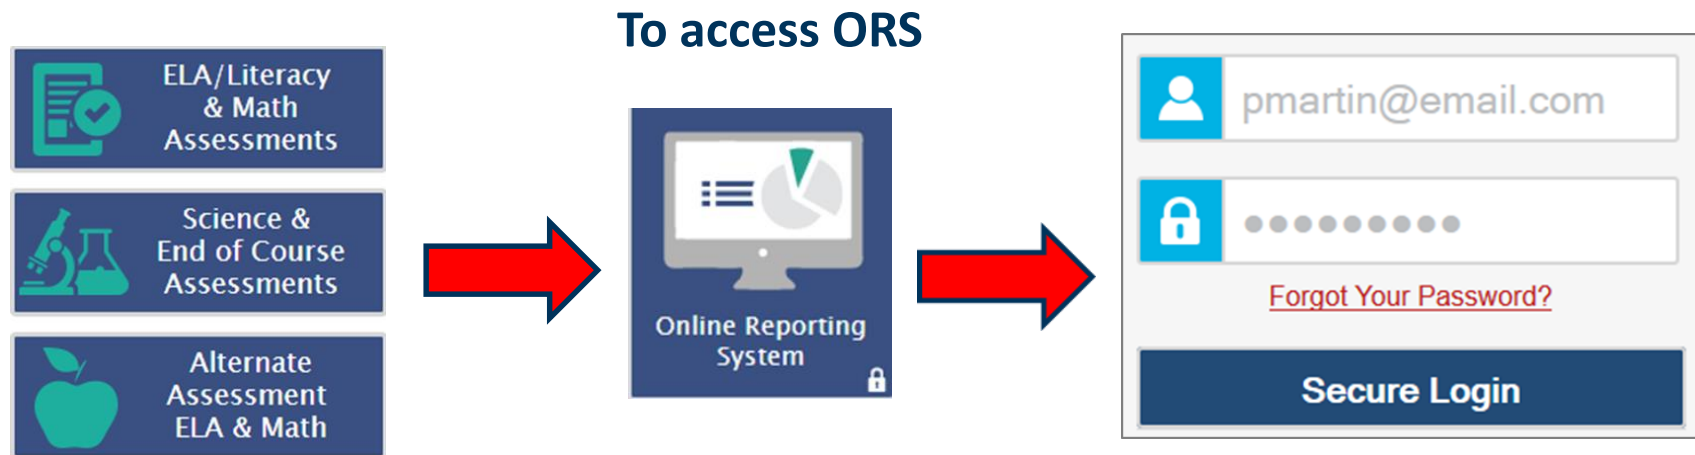 To access ORS
ELA/Literacy
& Math
Assessments
Science &
End of Course
Assessments
Alternate
Assessment
ELA & Math
Online Reporting
System
pmartin@email.com
Forgot Your Password?
Secure Login